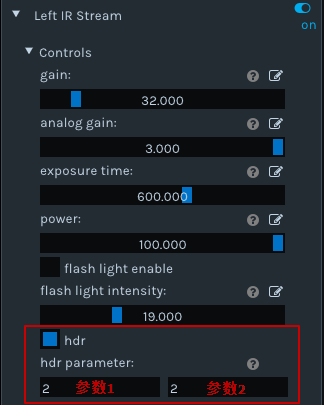 Left IR Stream
on
Controls
gain:
32.000
analog gain:
3.000
exposure time:
600.000
power:
100.000
flash light enable
flash light intensity:
19.000
hdr
hdr parameter:
2 参数1 2 参数2